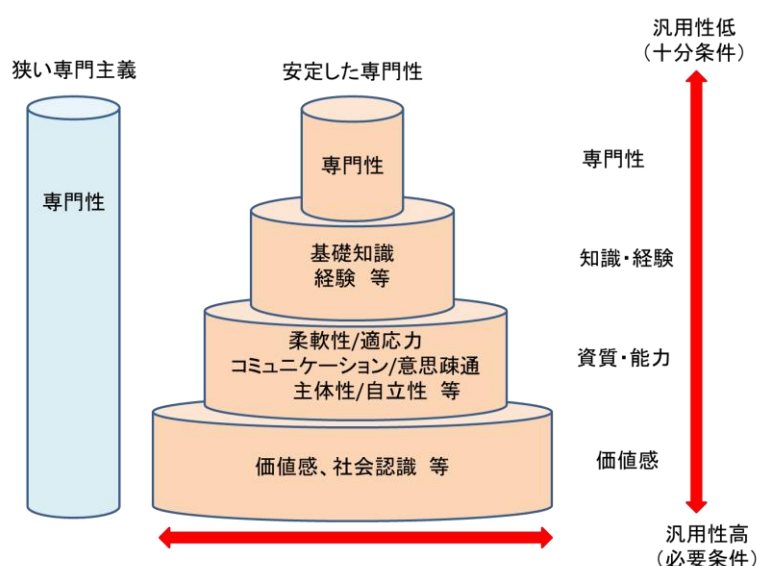 狭い専門主義
専門性
安定した専門性
専門性
基礎知識
経験 等
柔軟性/適応力
コミュニケーション/意思疎通
主体性/自立性 等
価値感、社会認識 等
汎用性低
(十分条件)
専門性
知識・経験
資質・能力
価値感
汎用性高
(必要条件)